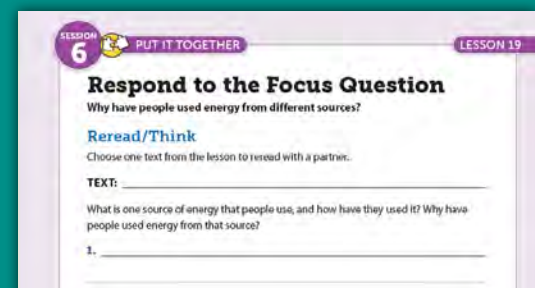 SESSION
6
PUT IT TOGETHER
LESSON 19
Respond to the Focus Question
Why have people used energy from different sources?
Reread/Think
Choose one text from the lesson to reread with a partner.
TEXT:
What is one source of energy that people use, and how have they used it? Why have
people used energy from that source?
1.